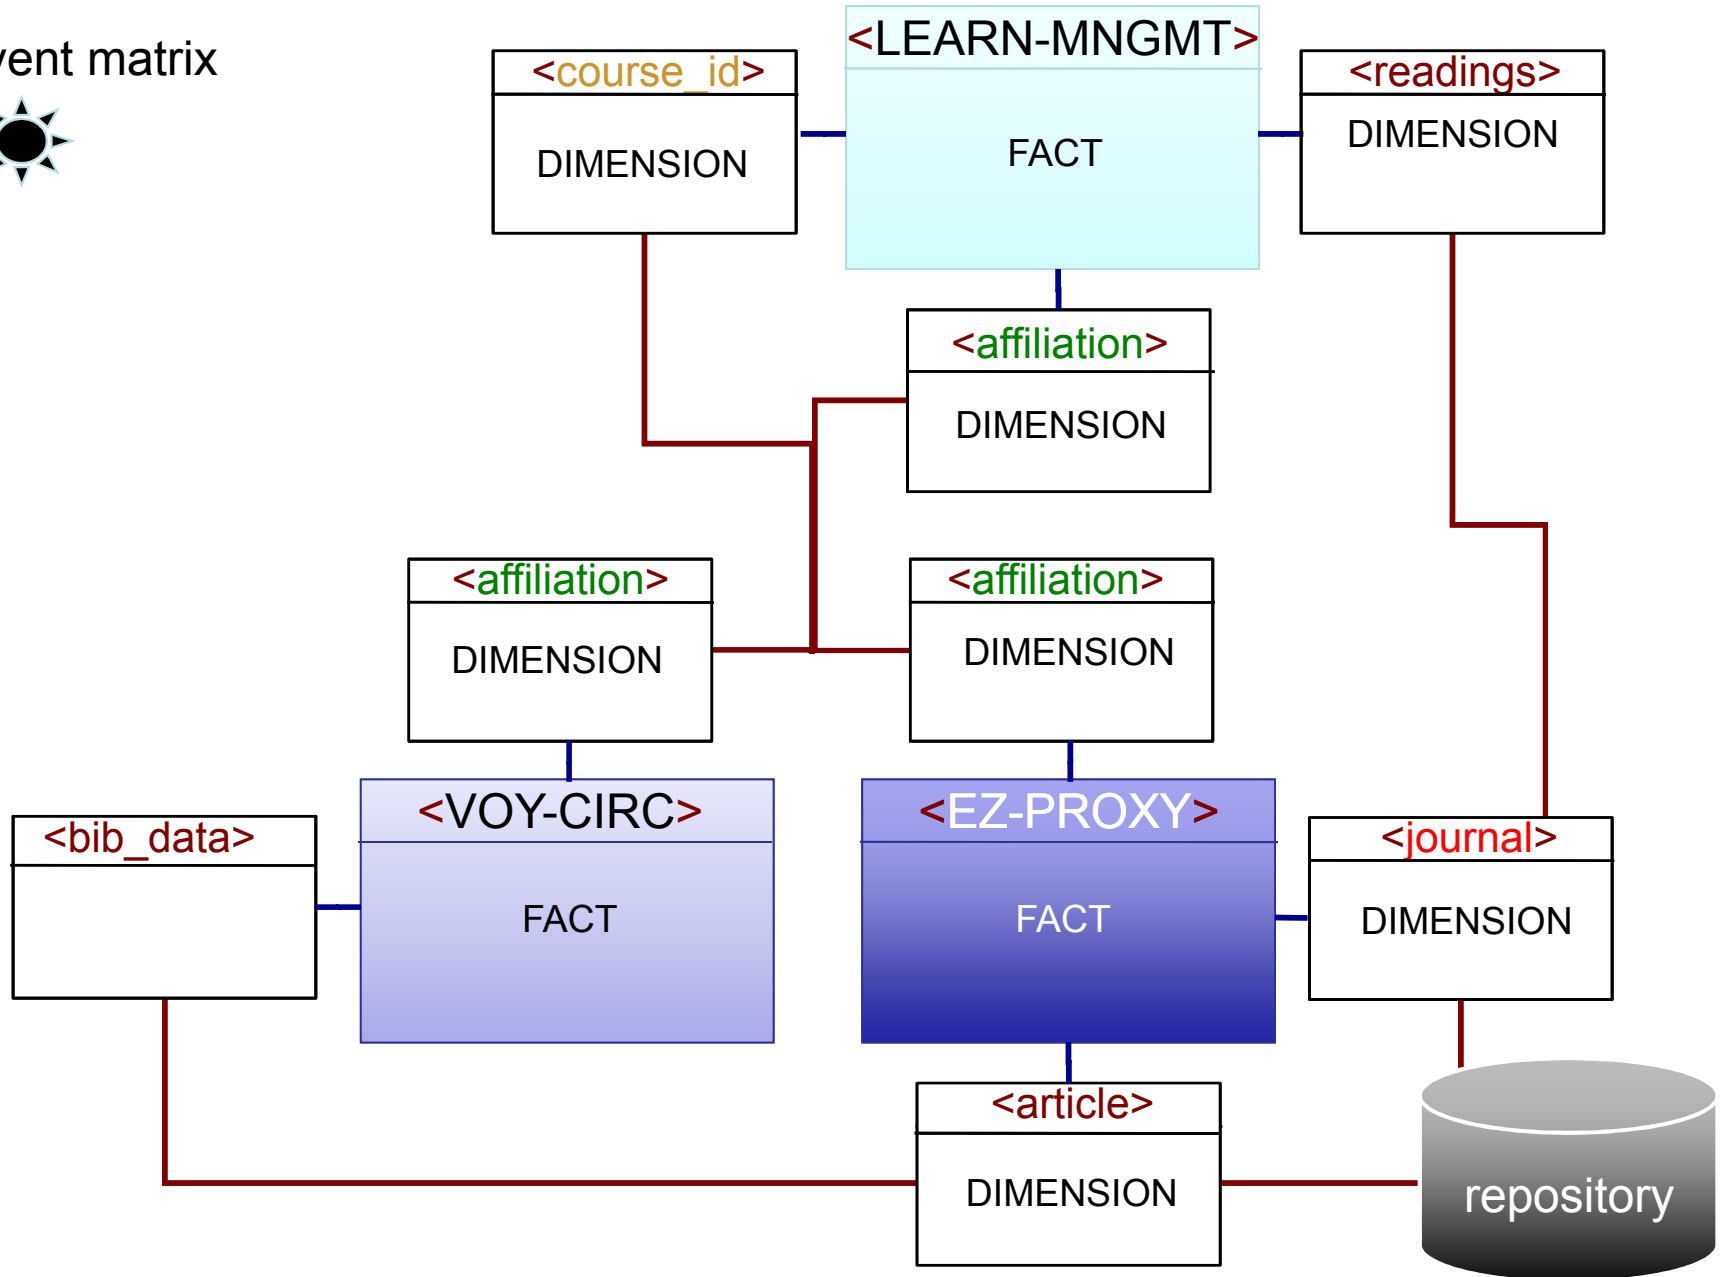 vent matrix
<LEARN-MNGMT>
FACT
<course_id>
DIMENSION
<readings>
DIMENSION
<affiliation>
DIMENSION
<affiliation>
DIMENSION
<affiliation>
DIMENSION
<bib_data>
<VOY-CIRC>
FACT
<EZ-PROXY>
FACT
<journal>
DIMENSION
<article>
DIMENSION
repository